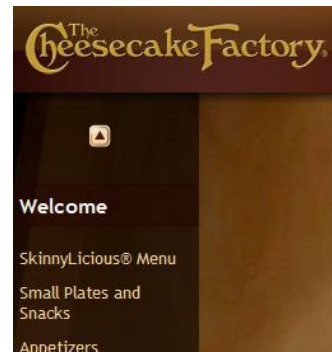 The
Cheesecake Factory®
Welcome
SkinnyLicious® Menu
Small Plates and
Snacks
Appetizers